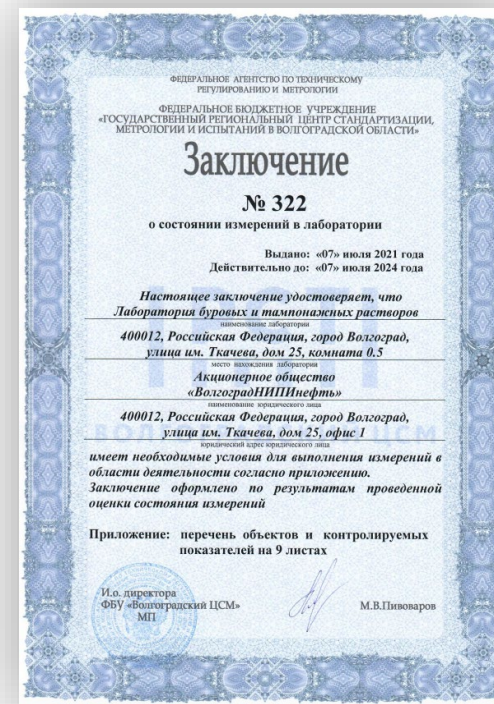 ФЕДЕРАЛЬНОЕ АГЕНТСТВО ПО ТЕХНИЧЕСКОМУ
РЕГУЛИРОВАНИЮ И МЕТРОЛОГИИ
ФЕДЕРАЛЬНОЕ БЮДЖЕТНОЕ УЧРЕЖДЕНИЕ
«ГОСУДАРСТВЕННЫЙ РЕГИОНАЛЬНЫЙ ЦЕНТР СТАНДАРТИЗАЦИИ,
МЕТРОЛОГИИ И ИСПЫТАНИЙ В ВОЛГОГРАДСКОЙ ОБЛАСТИ»
Заключение
№ 322
о состоянии измерений в лаборатории
Выдано: «07» июля 2021 года
Действительно до: «07» июля 2024 года
Настоящее заключение удостоверяет, что
Лаборатория буровых и тампонажных растворов
наименование лаборатории
400012, Российская Федерация, город Волгоград,
улица им. Ткачева, дом 25, комната 0.5
место нахождения лаборатории
Акционерное общество
«ВолгоградНИПИнефть»
наименование юридического лица
400012, Российская Федерация, город Волгоград,
улица им. Ткачева, дом 25, офис 1
юридический адрес юридического лица
имеет необходимые условия для выполнения измерений в
области деятельности согласно приложению.
Заключение оформлено по результатам проведенной
оценки состояния измерений
Приложение: перечень объектов и контролируемых
показателей на 9 листах
И.о. директора
ФБУ «Волгоградский ЦСМ»
МП
М.В.Пивоваров